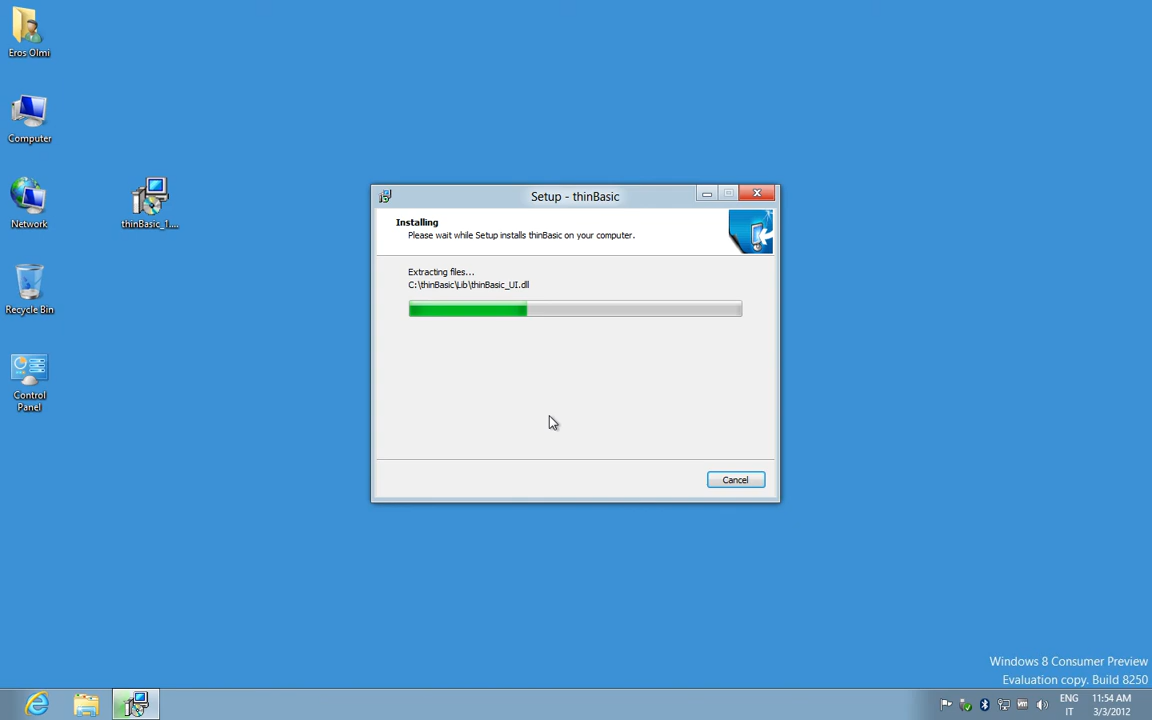 Eros Olmi
Computer
Network
thinBasic_1....
Recycle Bin
Control
Panel
Setup - thinBasic
Installing
Please wait while Setup installs thinBasic on your computer.
Extracting files...
C:\thinBasic\Lib\thinBasic_UI.dll
Cancel
Windows 8 Consumer Preview
Evaluation copy. Build 8250
ENG
IT
11:54 AM
3/3/2012